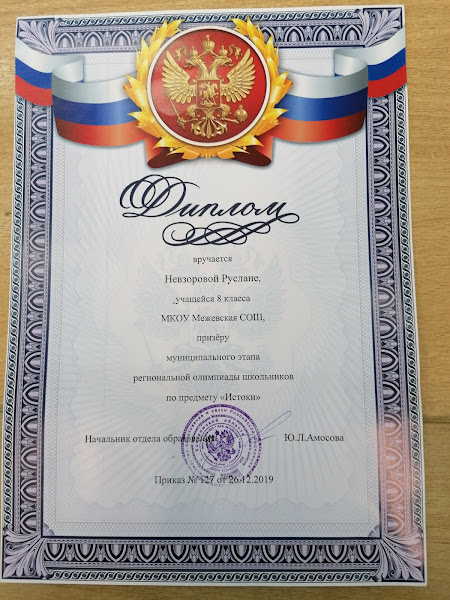 Диплом
вручается
Невзоровой Руслане,
учащейся 8 класса
МКОУ Межевская СОШ,
призёру
муниципального этапа
региональной олимпиады школьников
по предмету «Истоки»
Начальник отдела образования Ю.Л.Амосова
Приказ № 127 от 26.12.2019